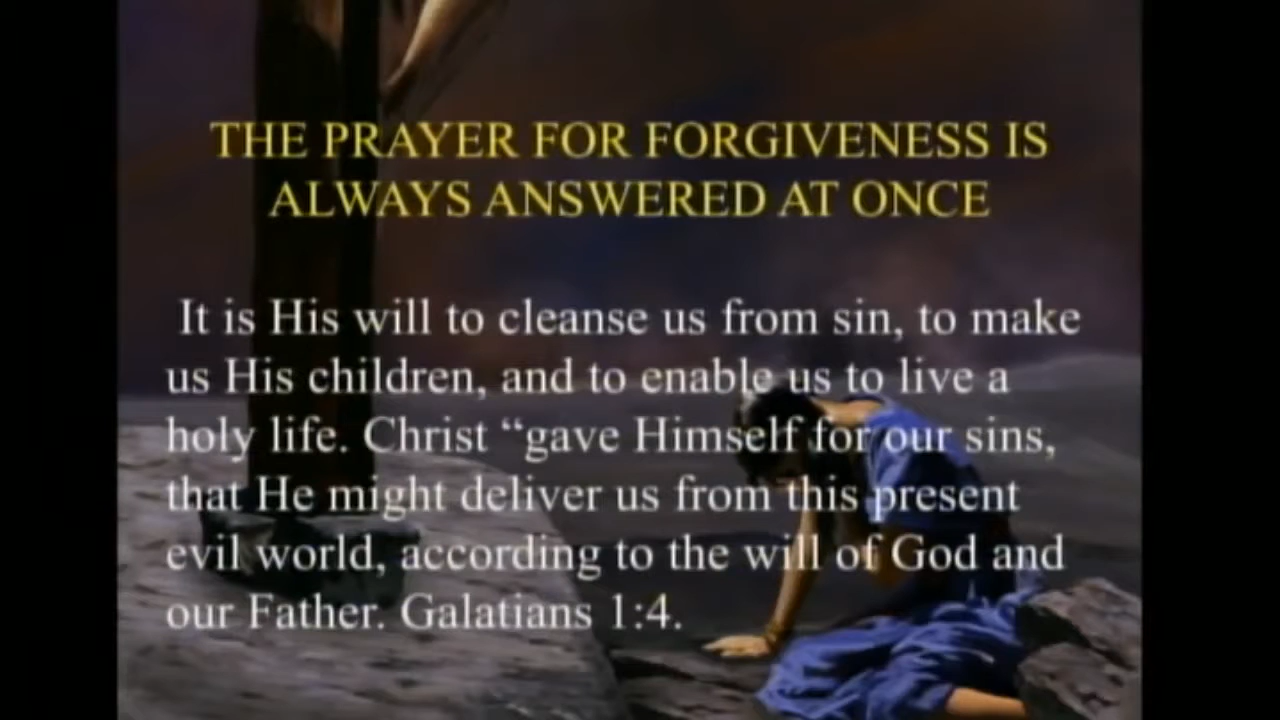 THE PRAYER FOR FORGIVENESS IS
ALWAYS ANSWERED AT ONCE
It is His will to cleanse us from sin, to make
us His children, and to enable us to live a
holy life. Christ “gave Himself for our sins,
that He might deliver us from this present
evil world, according to the will of God and
our Father. Galatians 1:4.